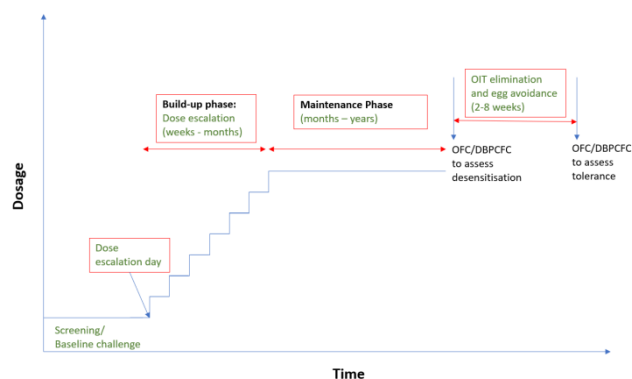 OIT elimination
and egg avoidance
(2-8 weeks)
Build-up phase:
Dose escalation
(weeks - months)
Maintenance Phase
(months – years)
OFC/DBPCFC
to assess
desensitisation
OFC/DBPCFC
to assess
tolerance
Dosage
Dose
escalation day
Screening/
Baseline challenge
Time